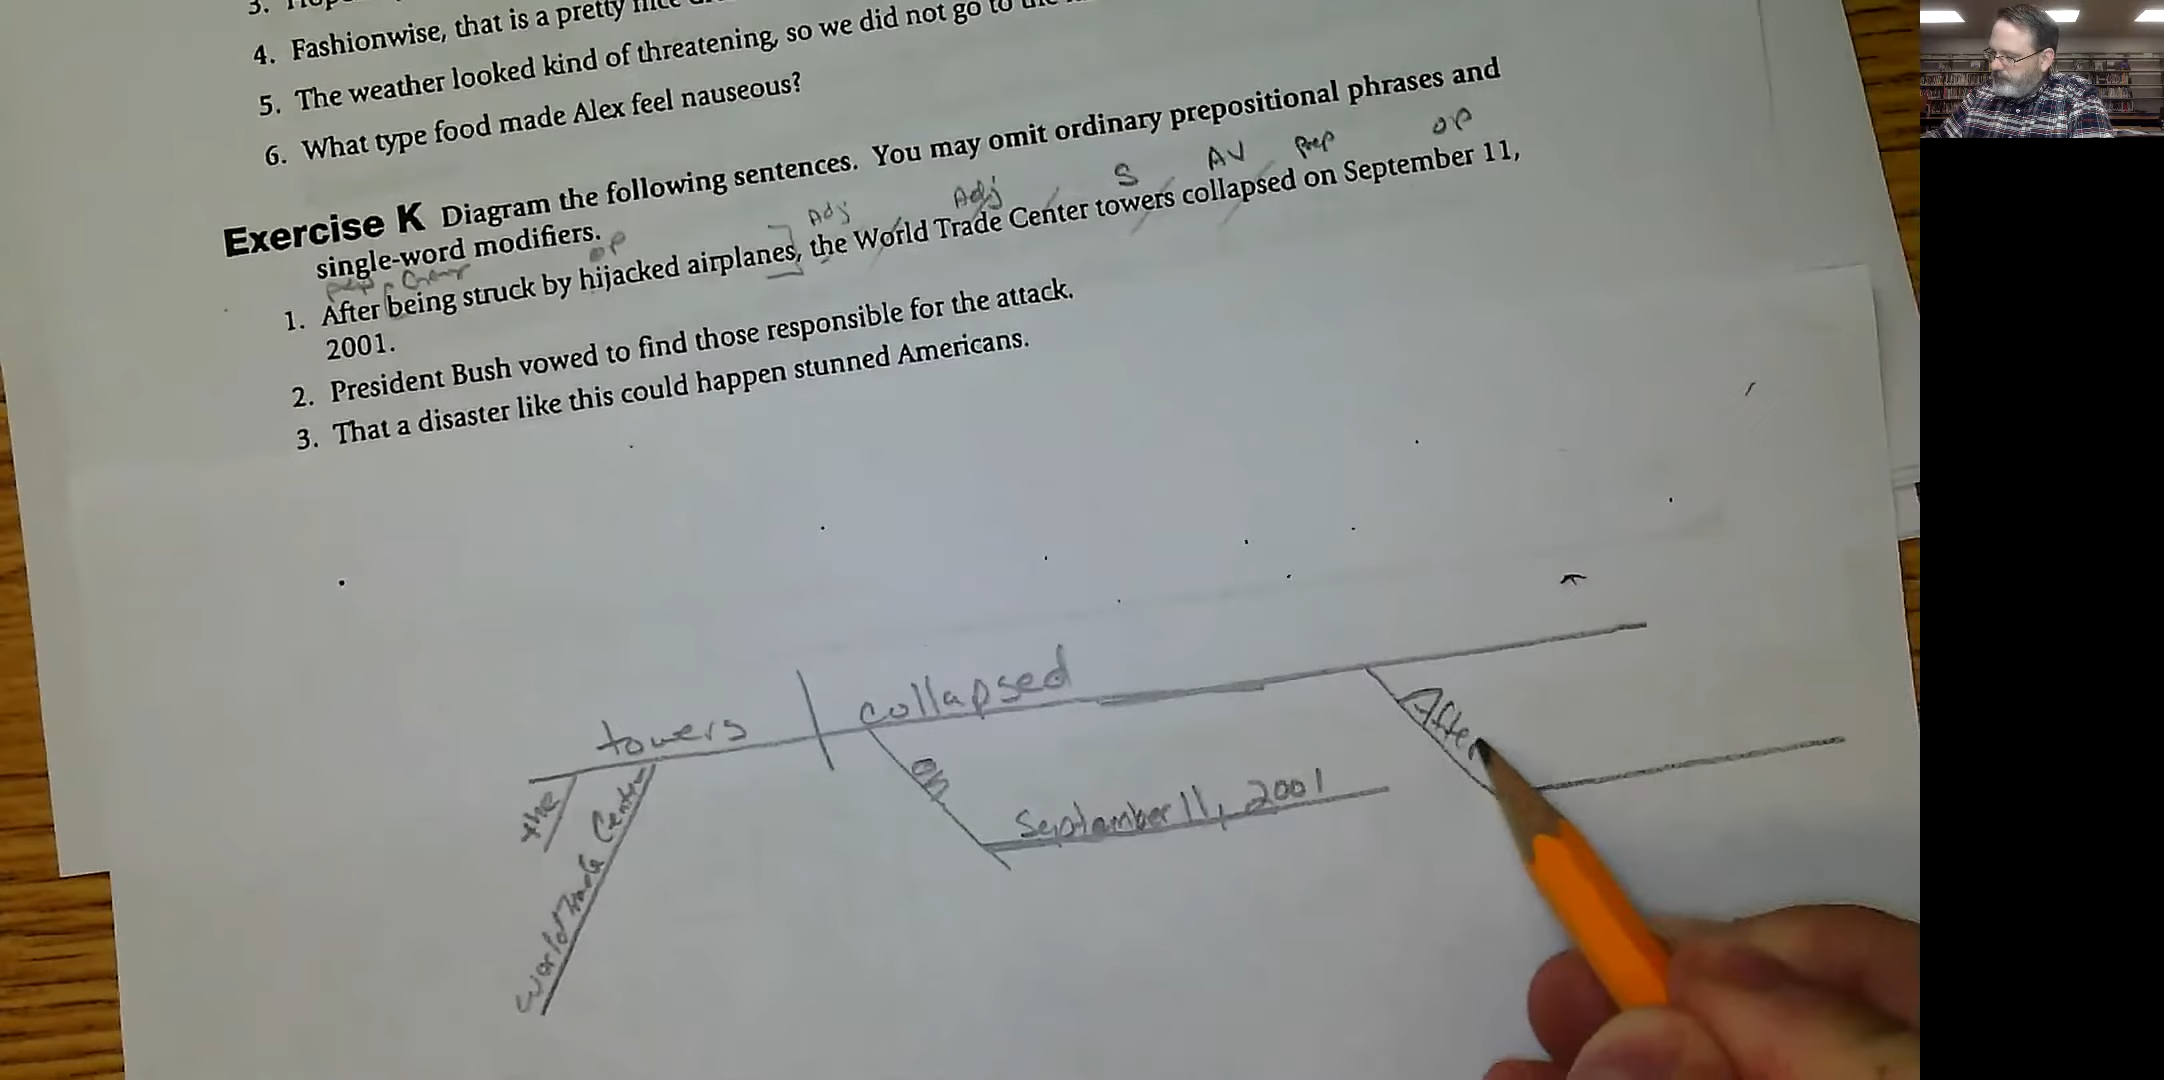 4. Fashionwise, that is a pretty
5. The weather looked kind of threatening, so we did not go to the
6. What type food made Alex feel nauseous?
Exercise K Diagram the following sentences. You may omit ordinary prepositional phrases and
single-word modifiers.
Adj Adj S AV Prep OP
OP
1. After being struck by hijacked airplanes, the World Trade Center towers collapsed on September 11,
2001.
2. President Bush vowed to find those responsible for the attack.
3. That a disaster like this could happen stunned Americans.
towers collapsed
the
World Trade Center
on
September 11, 2001
After